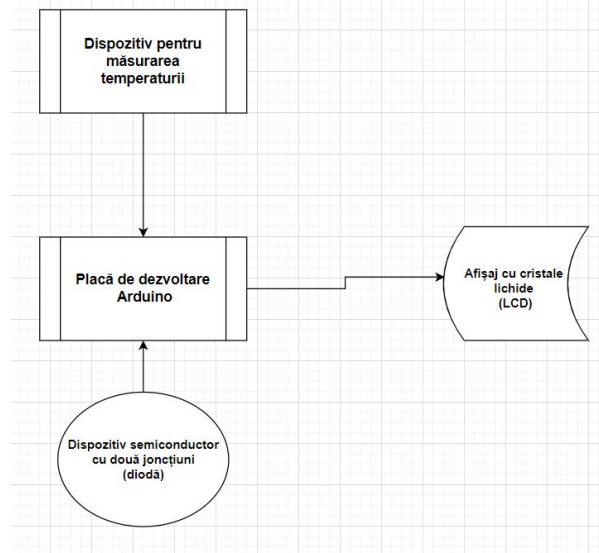 Dispozitiv pentru
măsurarea
temperaturii
Placă de dezvoltare
Arduino
Afișaj cu cristale
lichide
(LCD)
Dispozitiv semiconductor
cu două joncțiuni
(diodă)